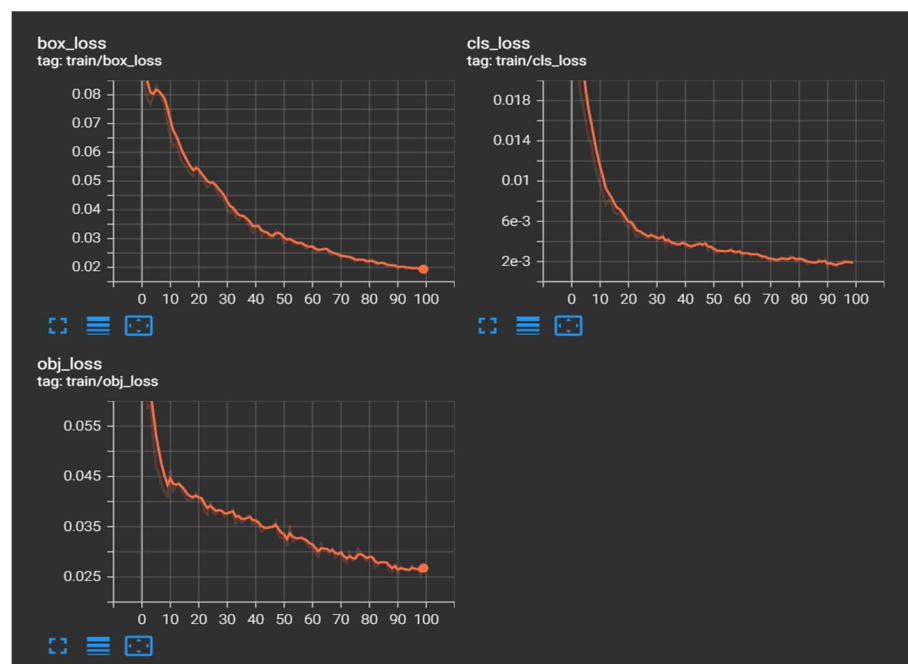 box_loss
tag: train/box_loss
0.08
0.07
0.06
0.05
0.04
0.03
0.02
0 10 20 30 40 50 60 70 80 90 100
cls_loss
tag: train/cls_loss
0.018
0.014
0.01
6e-3
2e-3
0 10 20 30 40 50 60 70 80 90 100
obj_loss
tag: train/obj_loss
0.055
0.045
0.035
0.025
0 10 20 30 40 50 60 70 80 90 100